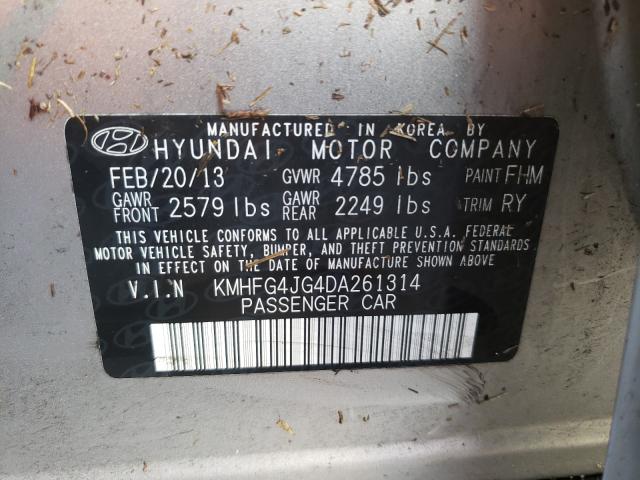 MANUFACTURED IN KOREA BY
HYUNDAI MOTOR COMPANY
FEB/20/13 GVWR 4785 lbs PAINT FHM
GAWR FRONT 2579 lbs GAWR REAR 2249 lbs TRIM RY
THIS VEHICLE CONFORMS TO ALL APPLICABLE U.S.A. FEDERAL
MOTOR VEHICLE SAFETY, BUMPER, AND THEFT PREVENTION STANDARDS
IN EFFECT ON THE DATE OF MANUFACTURE SHOWN ABOVE.
V.I.N KMHFG4JG4DA261314
PASSENGER CAR